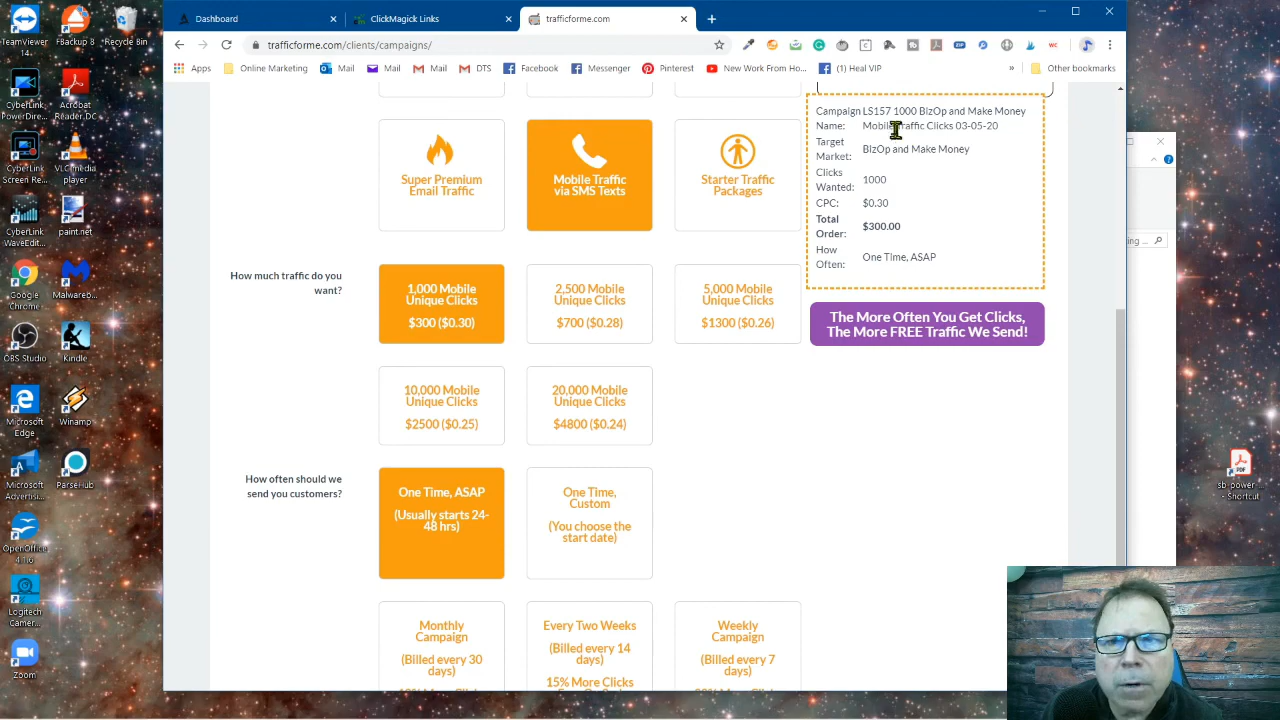 Dashboard
ClickMagick Links
trafficforme.com
trafficforme.com/clients/campaigns/
Apps
Online Marketing
Mail
Mail
Mail
DTS
Facebook
Messenger
Pinterest
New Work From Ho...
(1) Heal VIP
»
Other bookmarks
TeamViewer
14
FBackup 8
Recycle Bin
CyberLink
PowerDire...
Acrobat
Reader DC
CyberLink
Screen Re...
VLC media
player
CyberLink
WaveEdit...
paint.net
Google
Chrome
Malwareb...
OBS Studio
Kindle
Microsoft
Edge
Winamp
Microsoft
Advertisi...
ParseHub
OpenOffice
Logitech
Camer...
Zoom
Super Premium
Email Traffic
Mobile Traffic
via SMS Texts
Starter Traffic
Packages
Campaign
Name:
LS157 1000 BizOp and Make Money
Mobile Traffic Clicks 03-05-20
Target
Market:
BizOp and Make Money
Clicks
Wanted:
1000
CPC:
$0.30
Total
Order:
$300.00
How
Often:
One Time, ASAP
The More Often You Get Clicks,
The More FREE Traffic We Send!
How much traffic do you
want?
1,000 Mobile
Unique Clicks
$300 ($0.30)
2,500 Mobile
Unique Clicks
$700 ($0.28)
5,000 Mobile
Unique Clicks
$1300 ($0.26)
10,000 Mobile
Unique Clicks
$2500 ($0.25)
20,000 Mobile
Unique Clicks
$4800 ($0.24)
How often should we
send you customers?
One Time, ASAP
(Usually starts 24-
48 hrs)
One Time,
Custom
(You choose the
start date)
Monthly
Campaign
(Billed every 30
days)
Every Two Weeks
(Billed every 14
days)
15% More Clicks
Weekly
Campaign
(Billed every 7
days)
ing ...
PDF
sb-power_...
- Shortcut